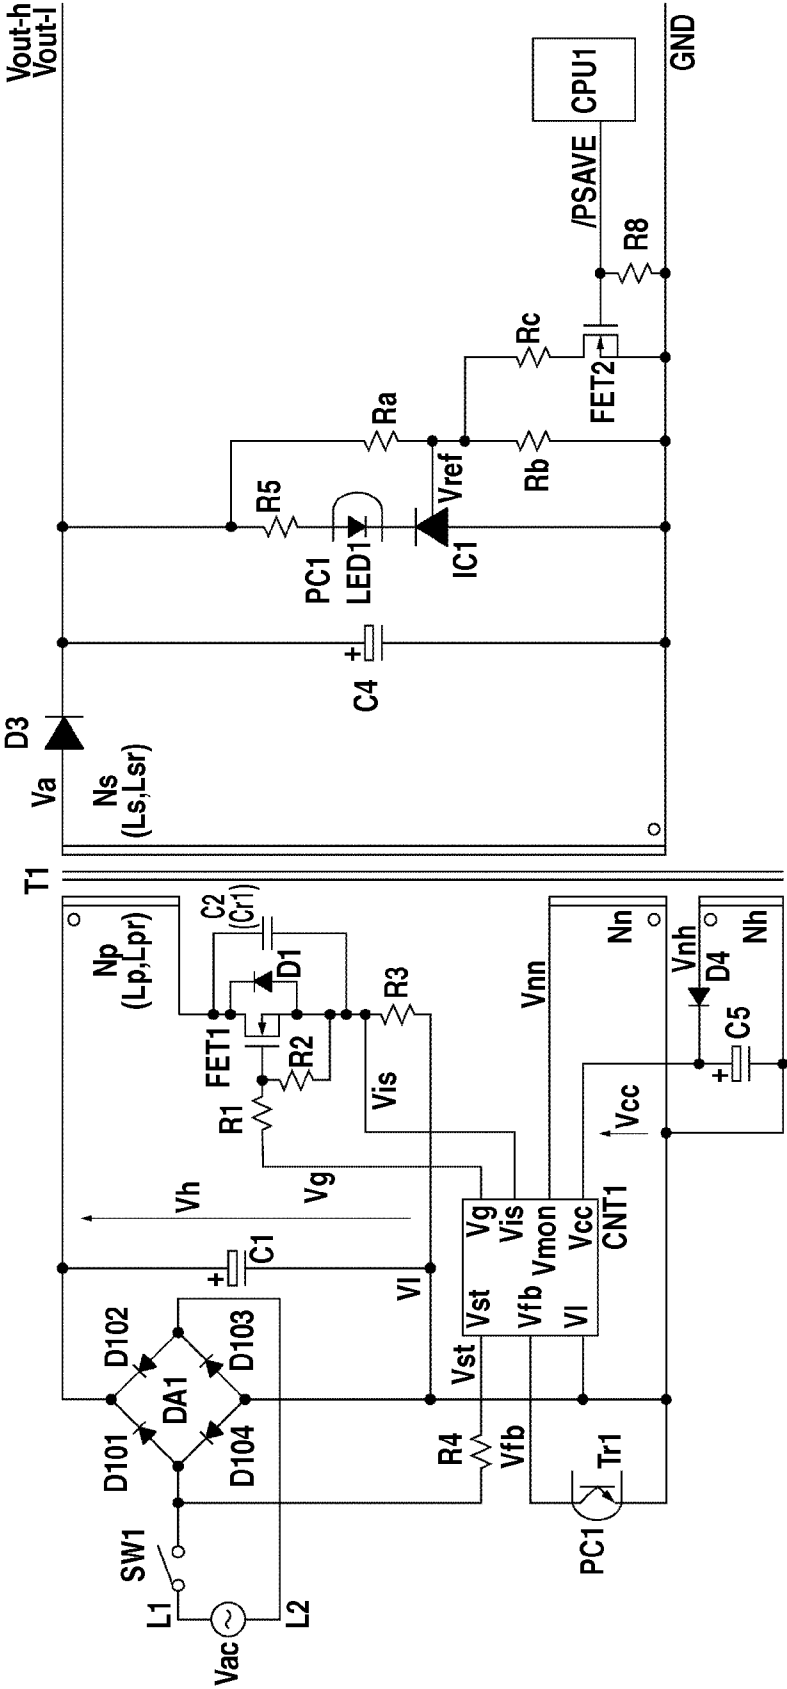 Vac
L1
L2
SW1
D101
D102
D103
D104
DA1
C1
+
Vh
Vl
R4
Vst
Vfb
PC1
Tr1
Vst
Vfb
Vl
Vg
Vis
Vmon
Vcc
CNT1
Vg
Vis
R1
R2
FET1
D1
C2
(Cr1)
R3
Np
(Lp,Lpr)
T1
Vnn
Nn
Vnh
Nh
D4
C5
+
Vcc
Ns
(Ls,Lsr)
Va
D3
C4
+
R5
PC1
LED1
IC1
Vref
Ra
Rb
Rc
FET2
R8
/PSAVE
CPU1
Vout-h
Vout-l
GND